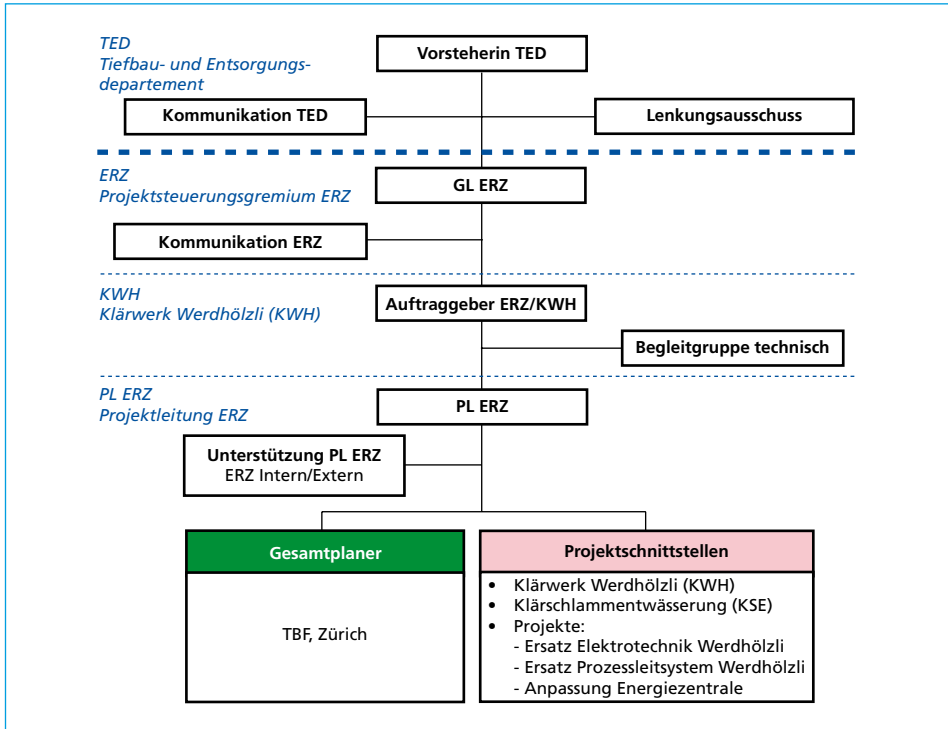 TED
Tiefbau- und Entsorgungs-
departement
Vorsteherin TED
Kommunikation TED
Lenkungsausschuss
ERZ
Projektsteuerungsgremium ERZ
GL ERZ
Kommunikation ERZ
KWH
Klärwerk Werdhölzli (KWH)
Auftraggeber ERZ/KWH
Begleitgruppe technisch
PL ERZ
Projektleitung ERZ
PL ERZ
Unterstützung PL ERZ
ERZ Intern/Extern
Gesamtplaner
TBF, Zürich
Projektschnittstellen
• Klärwerk Werdhölzli (KWH)
• Klärschlammentwässerung (KSE)
• Projekte:
- Ersatz Elektrotechnik Werdhölzli
- Ersatz Prozessleitsystem Werdhölzli
- Anpassung Energiezentrale